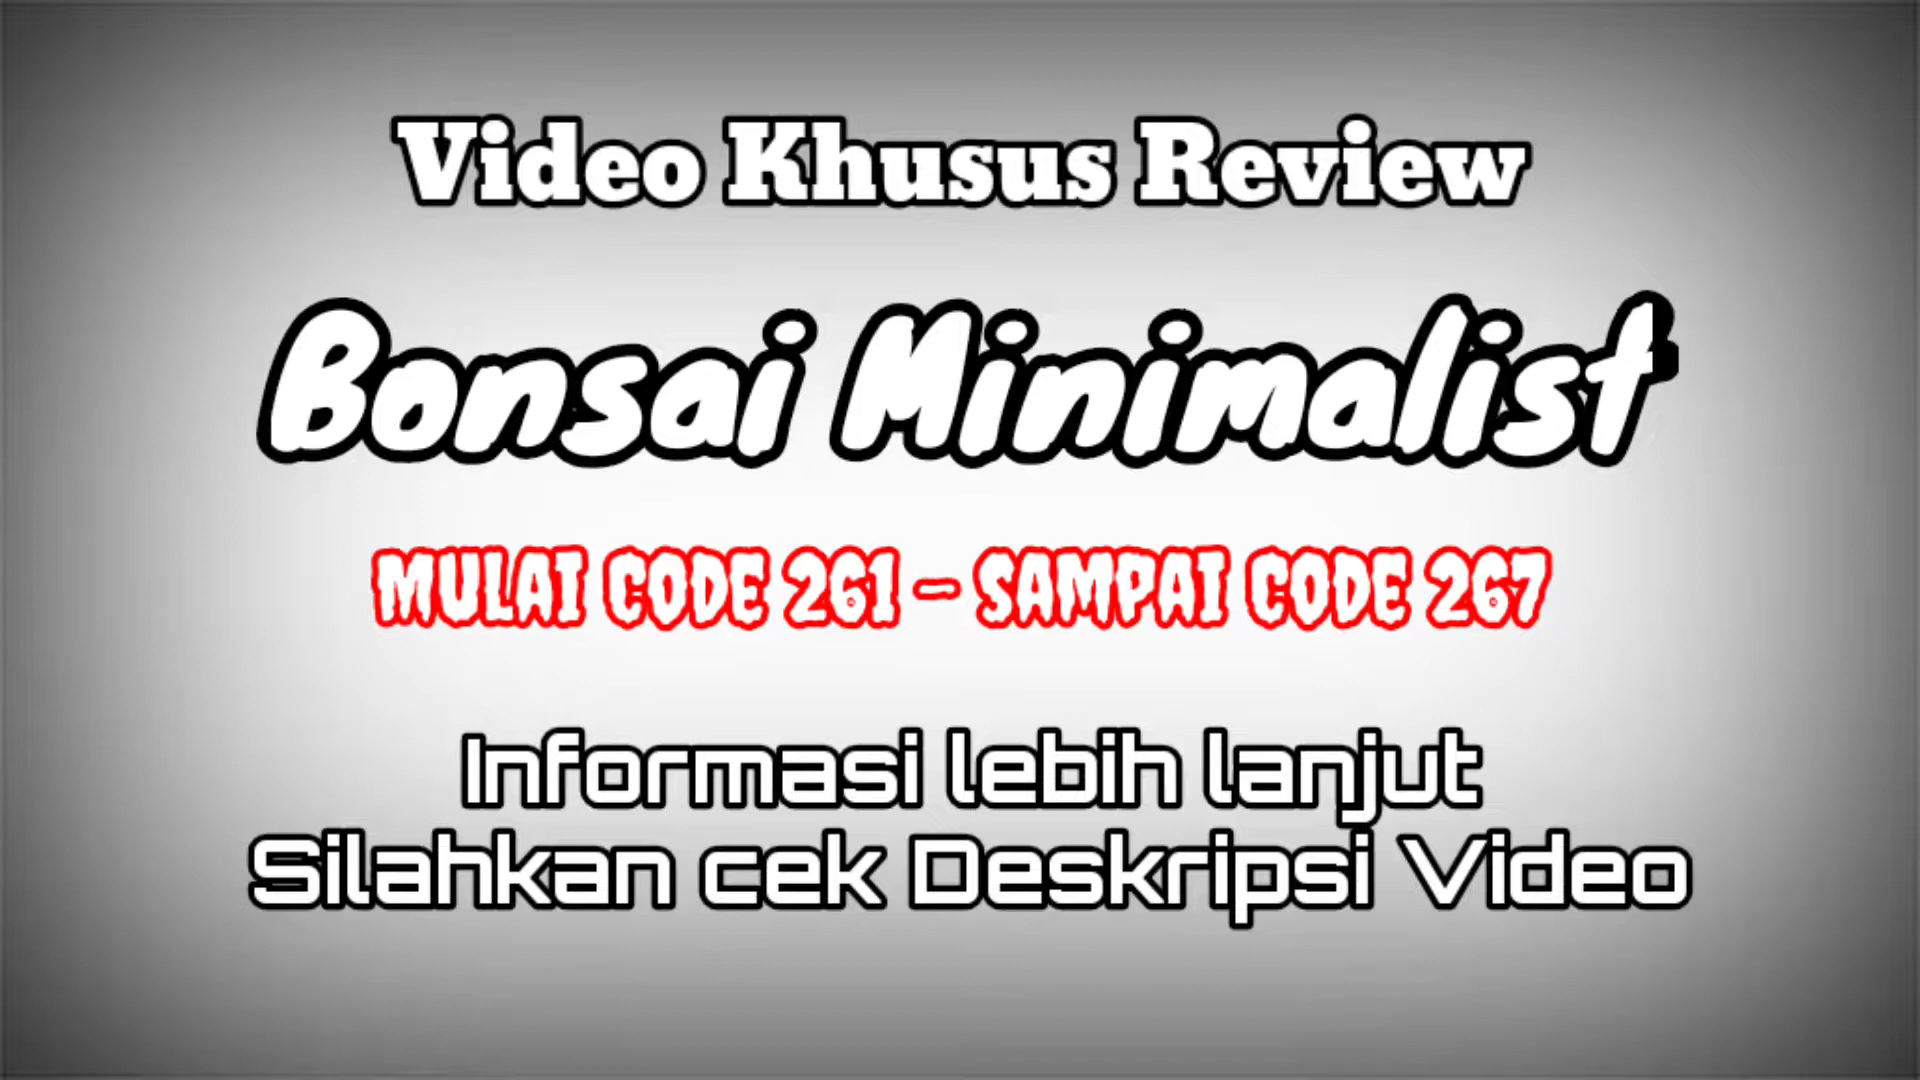 Video Khusus Review
Bonsai Minimalist
MULAI CODE 261 - SAMPAI CODE 267
Informasi lebih lanjut
Silahkan cek Deskripsi Video